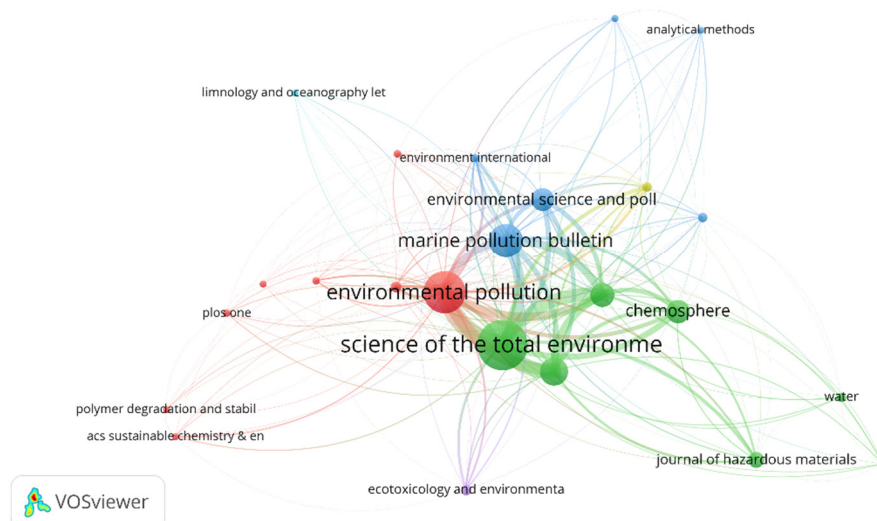 analytical methods
limnology and oceanography let
environment international
environmental science and poll
marine pollution bulletin
environmental pollution
chemosphere
plos one
science of the total environme
water
polymer degradation and stabil
acs sustainable chemistry & en
journal of hazardous materials
ecotoxicology and environmenta
VOSviewer